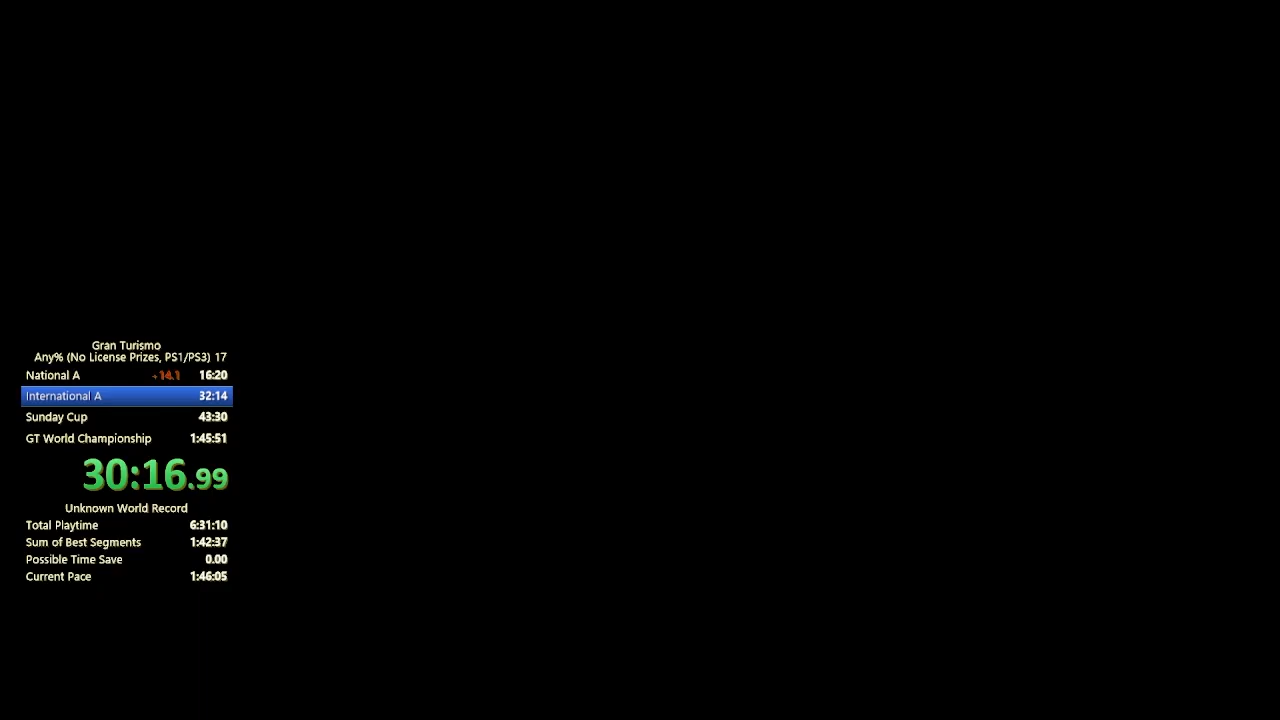 Gran Turismo
Any% (No License Prizes, PS1/PS3) 17
National A +14.1 16:20
International A 32:14
Sunday Cup 43:30
GT World Championship 1:45:51
30:16.99
Unknown World Record
Total Playtime 6:31:10
Sum of Best Segments 1:42:37
Possible Time Save 0.00
Current Pace 1:46:05